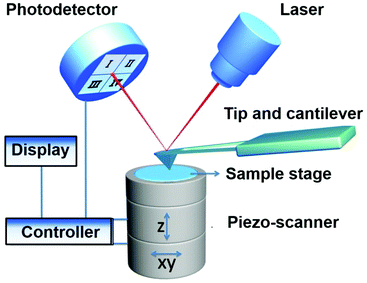 Photodetector
Laser
I II
III IV
Tip and cantilever
Display
Sample stage
Controller
Z
Piezo-scanner
xy